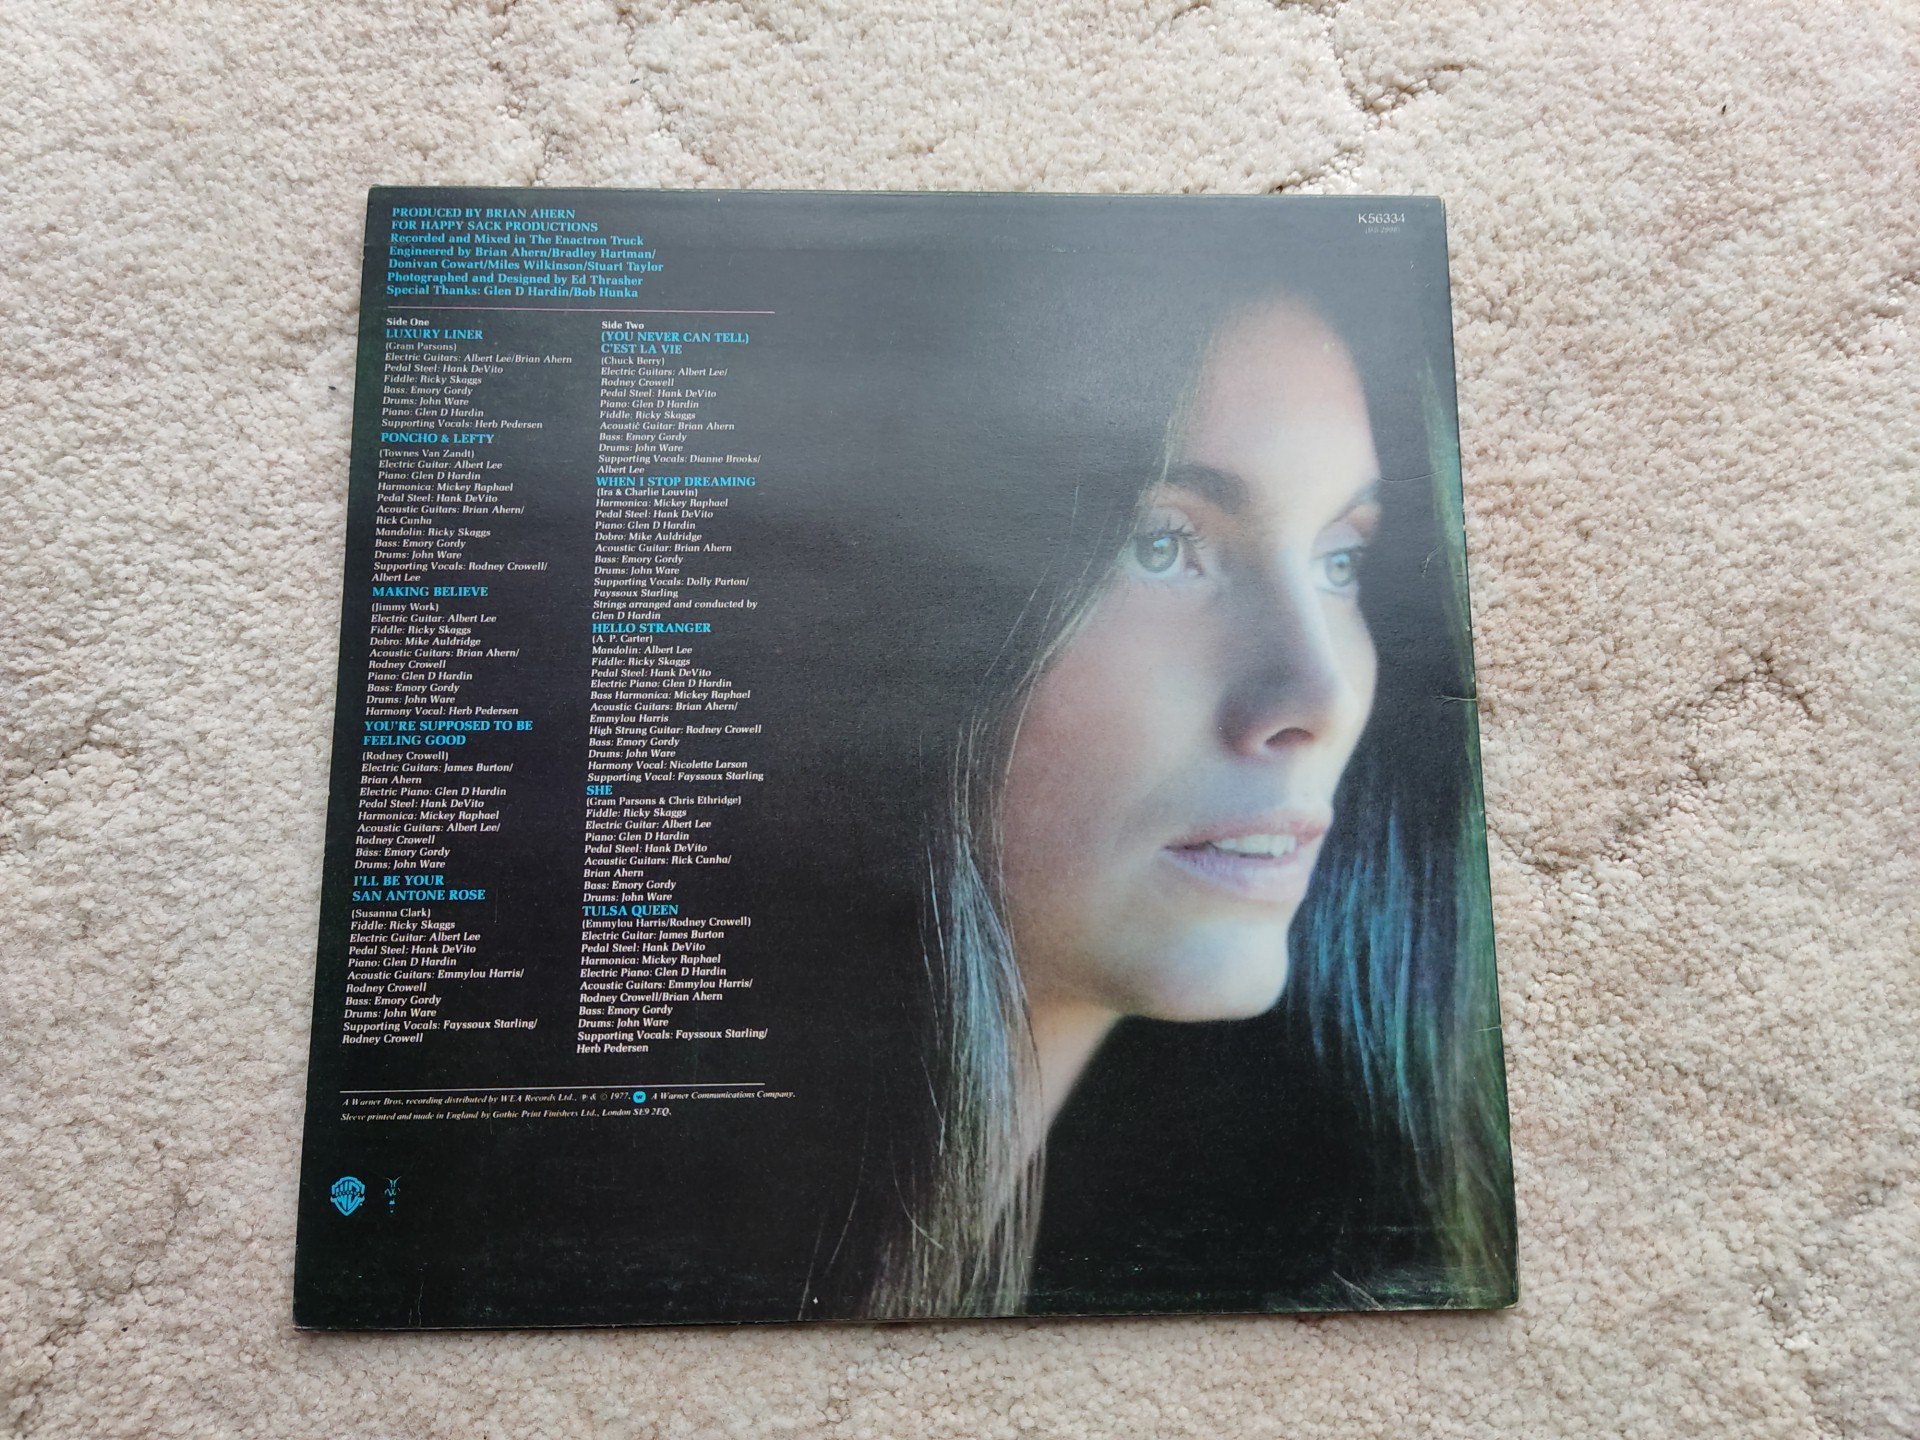 PRODUCED BY BRIAN AHERN
FOR HAPPY SACK PRODUCTIONS
Recorded and Mixed in The Enactron Truck
Engineered by Brian Ahern/Bradley Hartman/
Donivan Cowart/Miles Wilkinson/Stuart Taylor
Photographed and Designed by Ed Thrasher
Special Thanks: Glen D Hardin/Bob Hunka
K56334
Side One
LUXURY LINER
(Gram Parsons)
Electric Guitars: Albert Lee/Brian Ahern
Pedal Steel: Hank DeVito
Fiddle: Ricky Skaggs
Bass: Emory Gordy
Drums: John Ware
Piano: Glen D Hardin
Supporting Vocals: Herb Pedersen
PONCHO & LEFTY
(Townes Van Zandt)
Electric Guitar: Albert Lee
Piano: Glen D Hardin
Harmonica: Mickey Raphael
Pedal Steel: Hank DeVito
Acoustic Guitars: Brian Ahern/
Rick Cunha
Mandolin: Ricky Skaggs
Bass: Emory Gordy
Drums: John Ware
Supporting Vocals: Rodney Crowell/
Albert Lee
MAKING BELIEVE
(Jimmy Work)
Electric Guitar: Albert Lee
Fiddle: Ricky Skaggs
Dobro: Mike Auldridge
Acoustic Guitars: Brian Ahern/
Rodney Crowell
Piano: Glen D Hardin
Bass: Emory Gordy
Drums: John Ware
Harmony Vocal: Herb Pedersen
YOU'RE SUPPOSED TO BE
FEELING GOOD
(Rodney Crowell)
Electric Guitars: James Burton/
Brian Ahern
Electric Piano: Glen D Hardin
Pedal Steel: Hank DeVito
Harmonica: Mickey Raphael
Acoustic Guitars: Albert Lee/
Rodney Crowell
Bass: Emory Gordy
Drums: John Ware
I'LL BE YOUR
SAN ANTONE ROSE
(Susanna Clark)
Fiddle: Ricky Skaggs
Electric Guitar: Albert Lee
Pedal Steel: Hank DeVito
Piano: Glen D Hardin
Acoustic Guitars: Emmylou Harris/
Rodney Crowell
Bass: Emory Gordy
Drums: John Ware
Supporting Vocals: Fayssoux Starling/
Rodney Crowell
Side Two
(YOU NEVER CAN TELL)
C'EST LA VIE
(Chuck Berry)
Electric Guitars: Albert Lee/
Rodney Crowell
Pedal Steel: Hank DeVito
Piano: Glen D Hardin
Fiddle: Ricky Skaggs
Acoustic Guitar: Brian Ahern
Bass: Emory Gordy
Drums: John Ware
Supporting Vocals: Dianne Brooks/
Albert Lee
WHEN I STOP DREAMING
(Ira & Charlie Louvin)
Harmonica: Mickey Raphael
Pedal Steel: Hank DeVito
Piano: Glen D Hardin
Dobro: Mike Auldridge
Acoustic Guitar: Brian Ahern
Bass: Emory Gordy
Drums: John Ware
Supporting Vocals: Dolly Parton/
Fayssoux Starling
Strings arranged and conducted by
Glen D Hardin
HELLO STRANGER
(A. P. Carter)
Mandolin: Albert Lee
Fiddle: Ricky Skaggs
Pedal Steel: Hank DeVito
Electric Piano: Glen D Hardin
Bass Harmonica: Mickey Raphael
Acoustic Guitars: Brian Ahern/
Emmylou Harris
High Strung Guitar: Rodney Crowell
Bass: Emory Gordy
Drums: John Ware
Harmony Vocal: Nicolette Larson
Supporting Vocal: Fayssoux Starling
SHE
(Gram Parsons & Chris Ethridge)
Fiddle: Ricky Skaggs
Electric Guitar: Albert Lee
Piano: Glen D Hardin
Pedal Steel: Hank DeVito
Acoustic Guitars: Rick Cunha/
Brian Ahern
Bass: Emory Gordy
Drums: John Ware
TULSA QUEEN
(Emmylou Harris/Rodney Crowell)
Electric Guitar: James Burton
Pedal Steel: Hank DeVito
Harmonica: Mickey Raphael
Electric Piano: Glen D Hardin
Acoustic Guitars: Emmylou Harris/
Rodney Crowell/Brian Ahern
Bass: Emory Gordy
Drums: John Ware
Supporting Vocals: Fayssoux Starling/
Herb Pedersen
A Warner Bros. recording distributed by WEA Records Ltd., ℗ & © 1977. W A Warner Communications Company.
Sleeve printed and made in England by Gothic Print Finishers Ltd., London SE9 2EQ.